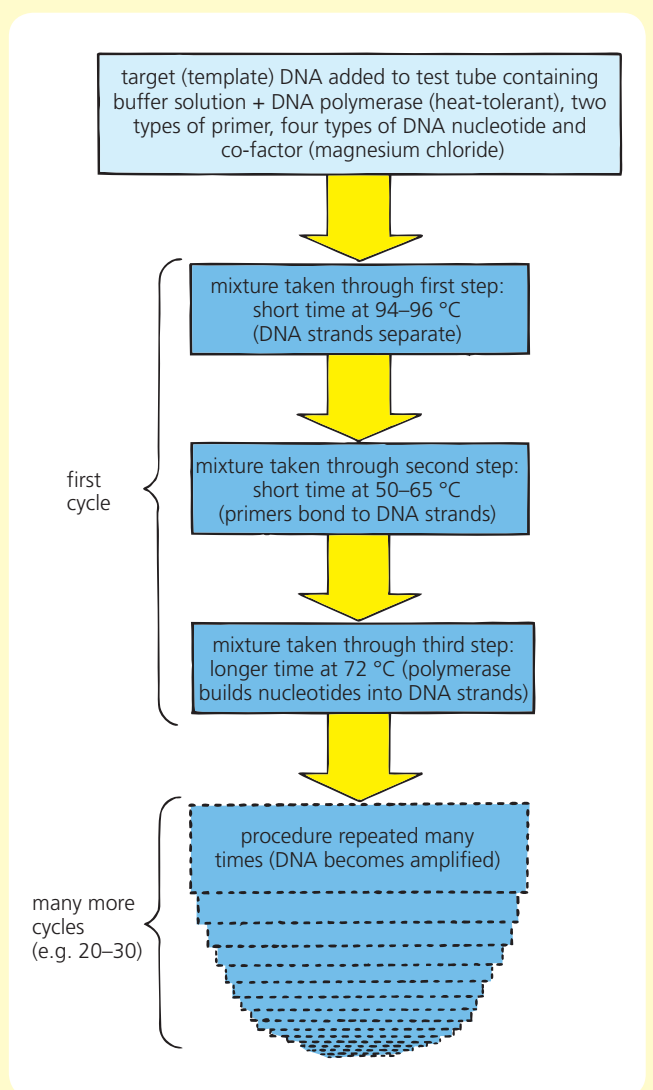 target (template) DNA added to test tube containing
buffer solution + DNA polymerase (heat-tolerant), two
types of primer, four types of DNA nucleotide and
co-factor (magnesium chloride)
mixture taken through first step:
short time at 94–96 °C
(DNA strands separate)
first
cycle
mixture taken through second step:
short time at 50–65 °C
(primers bond to DNA strands)
mixture taken through third step:
longer time at 72 °C (polymerase
builds nucleotides into DNA strands)
many more
cycles
(e.g. 20–30)
procedure repeated many
times (DNA becomes amplified)